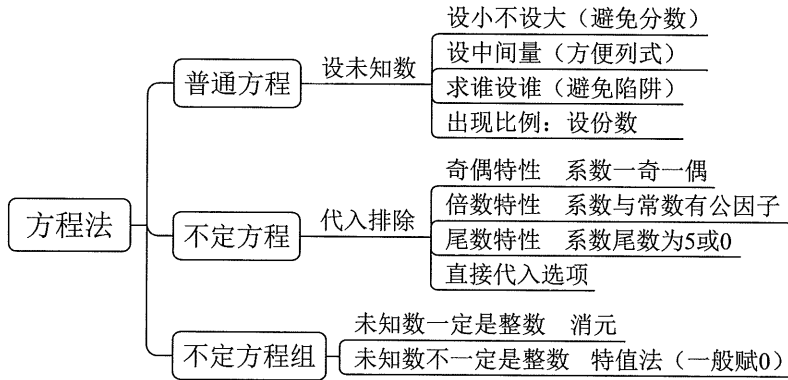 方程法
普通方程
设未知数
设小不设大（避免分数）
设中间量（方便列式）
求谁设谁（避免陷阱）
出现比例：设份数
不定方程
代入排除
奇偶特性 系数一奇一偶
倍数特性 系数与常数有公因子
尾数特性 系数尾数为5或0
直接代入选项
不定方程组
未知数一定是整数 消元
未知数不一定是整数 特值法（一般赋0）